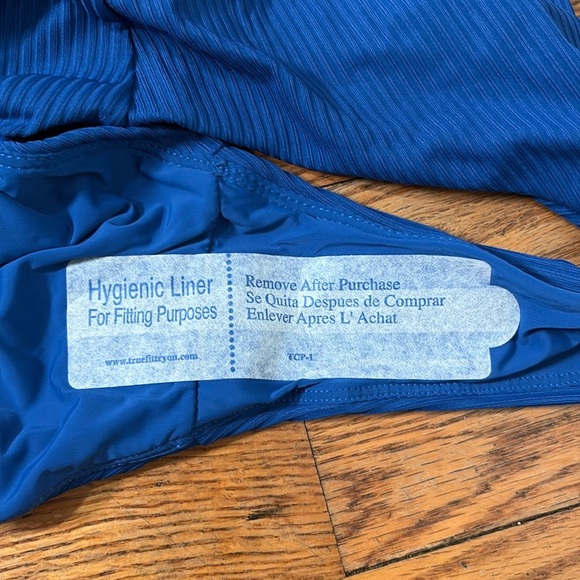 Hygienic Liner
For Fitting Purposes
www.truefittryon.com
Remove After Purchase
Se Quita Despues de Comprar
Enlever Apres L' Achat
TCP-1